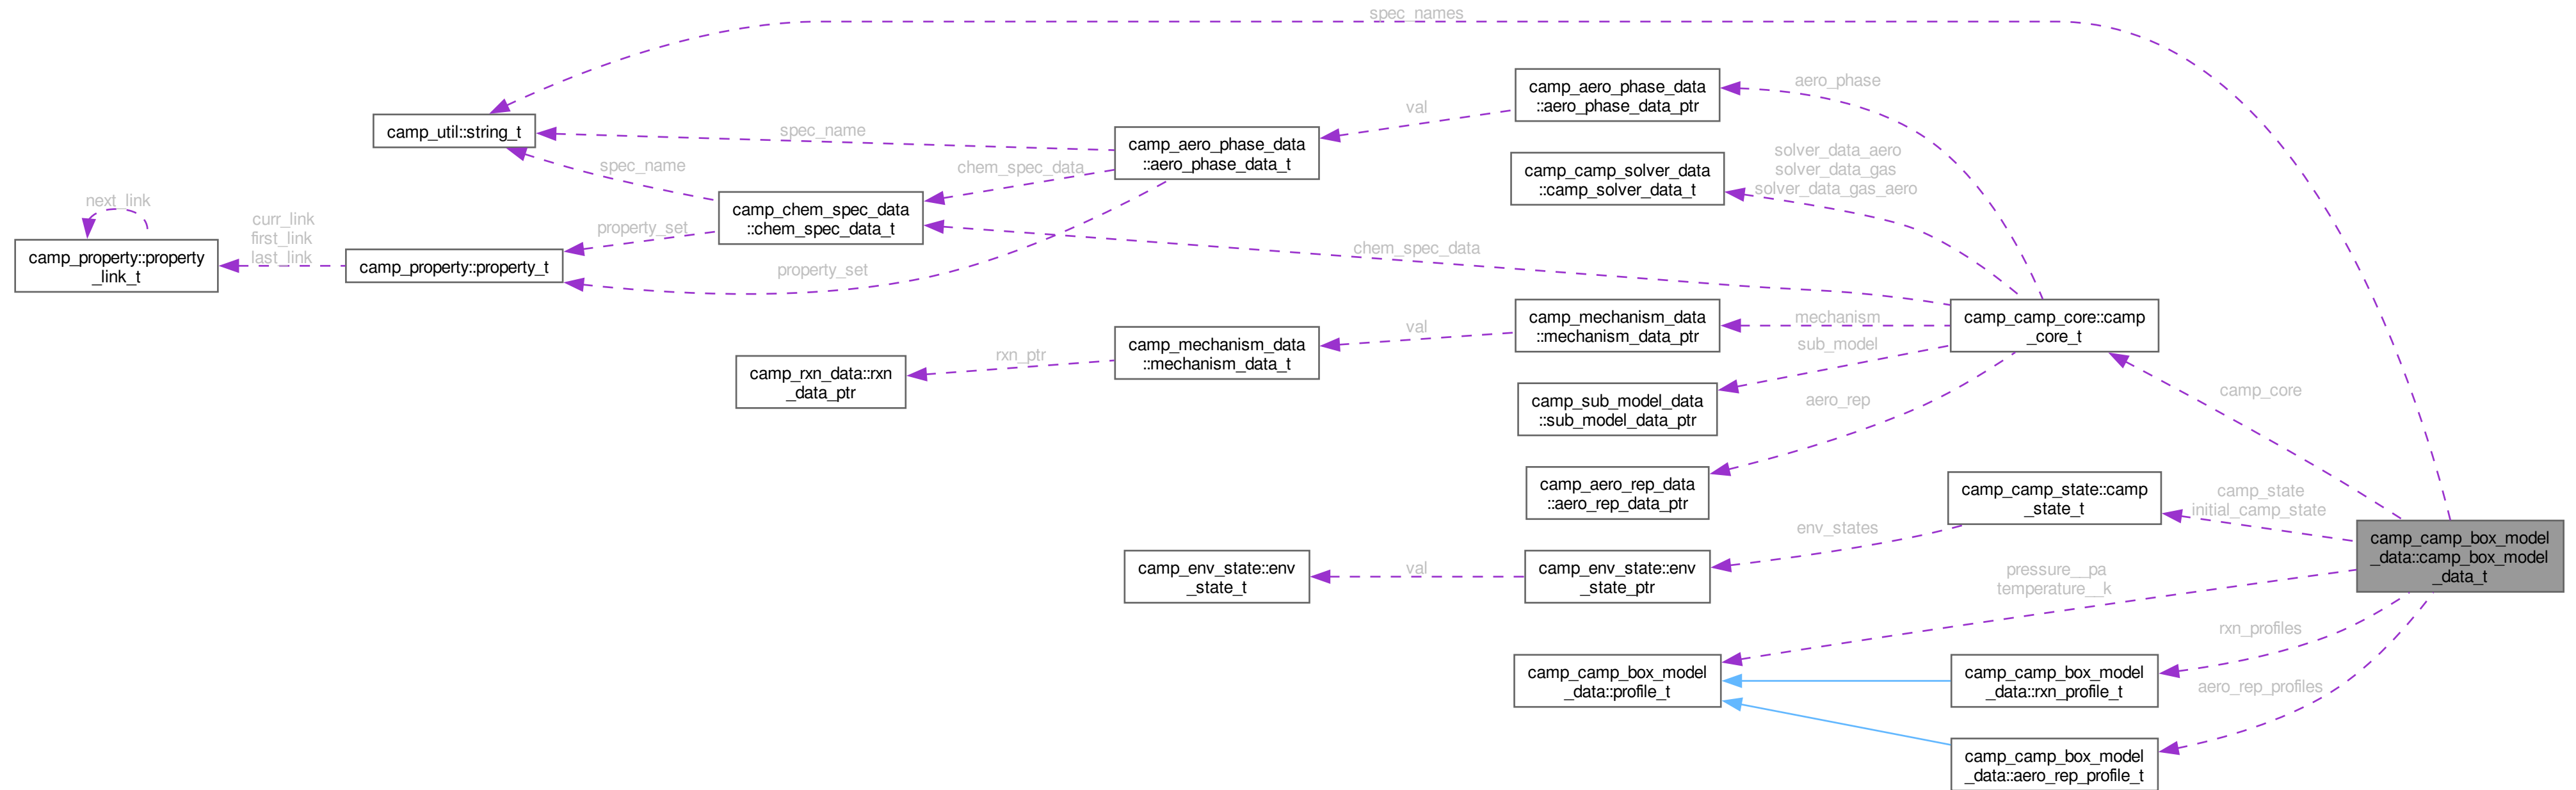 spec_names
camp_aero_phase_data
::aero_phase_data_ptr
aero_phase
val
camp_util::string_t
spec_name
camp_aero_phase_data
::aero_phase_data_t
spec_name
chem_spec_data
camp_camp_solver_data
::camp_solver_data_t
solver_data_aero
solver_data_gas
solver_data_gas_aero
next_link
camp_chem_spec_data
::chem_spec_data_t
curr_link
first_link
last_link
property_set
camp_property::property
_link_t
camp_property::property_t
property_set
chem_spec_data
camp_mechanism_data
::mechanism_data_ptr
mechanism
camp_camp_core::camp
_core_t
val
camp_mechanism_data
::mechanism_data_t
sub_model
rxn_ptr
camp_rxn_data::rxn
_data_ptr
camp_sub_model_data
::sub_model_data_ptr
aero_rep
camp_core
camp_aero_rep_data
::aero_rep_data_ptr
camp_camp_state::camp
_state_t
camp_state
initial_camp_state
env_states
camp_camp_box_model
_data::camp_box_model
_data_t
camp_env_state::env
_state_t
val
camp_env_state::env
_state_ptr
pressure__pa
temperature__k
rxn_profiles
camp_camp_box_model
_data::profile_t
camp_camp_box_model
_data::rxn_profile_t
aero_rep_profiles
camp_camp_box_model
_data::aero_rep_profile_t